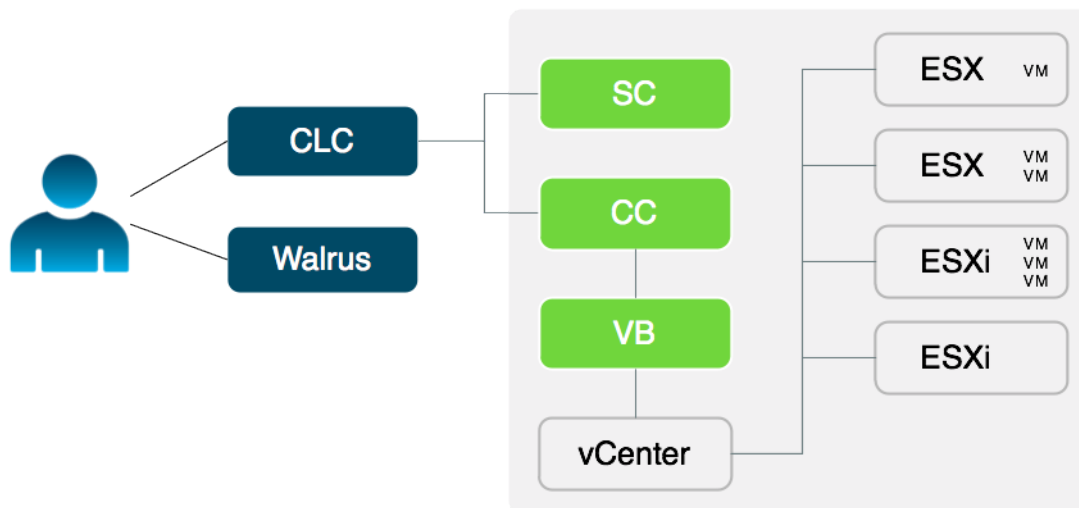 CLC
Walrus
SC
CC
VB
vCenter
ESX VM
ESX VM
VM
ESXi VM
VM
VM
ESXi